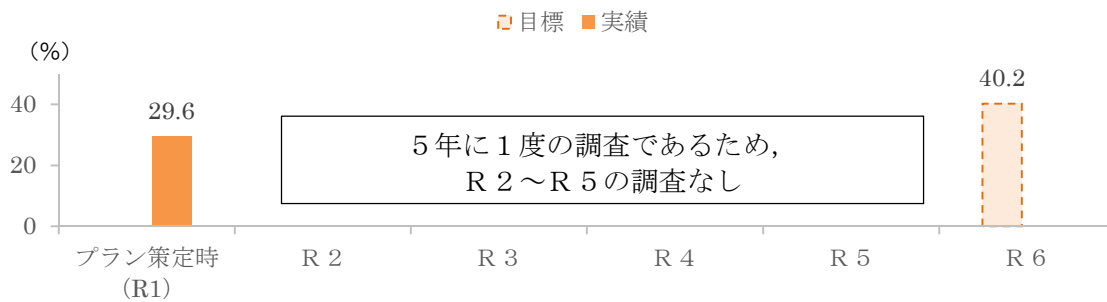 目標 実績
（%）
40.2
40
29.6
５年に１度の調査であるため,
Ｒ２～Ｒ５の調査なし
20
0
プラン策定時 Ｒ２ Ｒ３ Ｒ４ Ｒ５ Ｒ６
（R1）